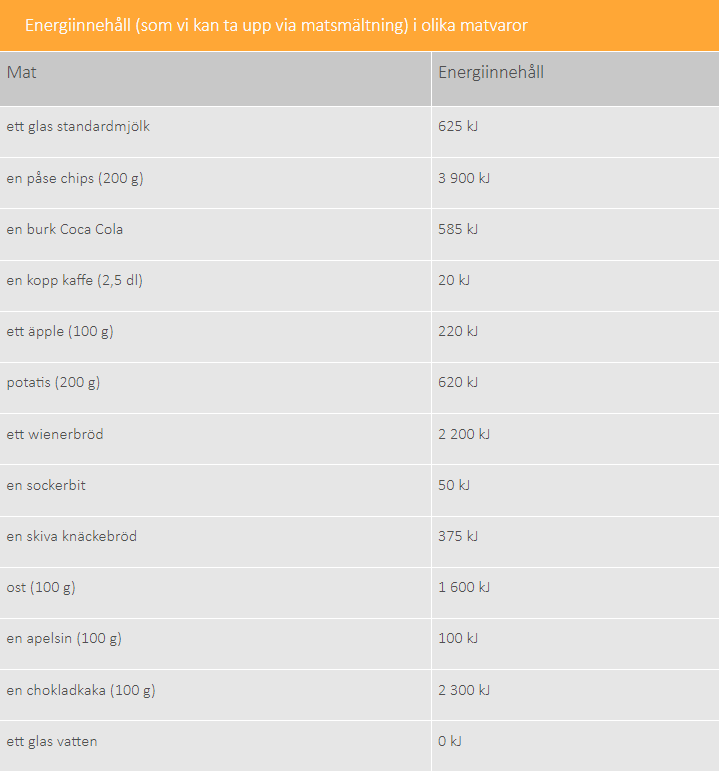 Energiinnehåll (som vi kan ta upp via matsmältning) i olika matvaror
Mat Energiinnehåll
ett glas standardmjölk 625 kJ
en påse chips (200 g) 3 900 kJ
en burk Coca Cola 585 kJ
en kopp kaffe (2,5 dl) 20 kJ
ett äpple (100 g) 220 kJ
potatis (200 g) 620 kJ
ett wienerbröd 2 200 kJ
en sockerbit 50 kJ
en skiva knäckebröd 375 kJ
ost (100 g) 1 600 kJ
en apelsin (100 g) 100 kJ
en chokladkaka (100 g) 2 300 kJ
ett glas vatten 0 kJ